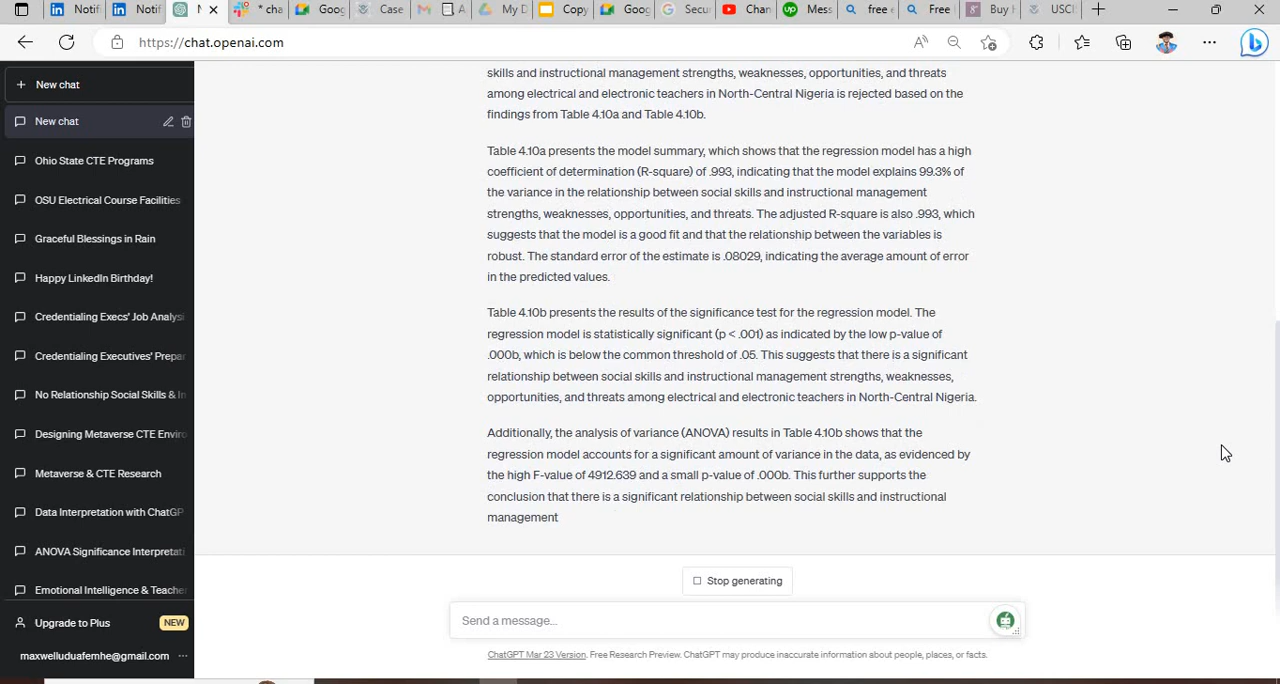 Notif
Notif
N
* cha
Goog
Case
A
My D
Copy
Goog
Secur
Chan
Mess
free e
Free
Buy H
USCI
https://chat.openai.com
New chat
New chat
Ohio State CTE Programs
OSU Electrical Course Facilities
Graceful Blessings in Rain
Happy LinkedIn Birthday!
Credentialing Execs' Job Analysi
Credentialing Executives' Prepar
No Relationship Social Skills & In
Designing Metaverse CTE Enviro
Metaverse & CTE Research
Data Interpretation with ChatGP
ANOVA Significance Interpretati
Emotional Intelligence & Teache
Upgrade to Plus
NEW
maxwelluduafemhe@gmail.com
skills and instructional management strengths, weaknesses, opportunities, and threats
among electrical and electronic teachers in North-Central Nigeria is rejected based on the
findings from Table 4.10a and Table 4.10b.
Table 4.10a presents the model summary, which shows that the regression model has a high
coefficient of determination (R-square) of .993, indicating that the model explains 99.3% of
the variance in the relationship between social skills and instructional management
strengths, weaknesses, opportunities, and threats. The adjusted R-square is also .993, which
suggests that the model is a good fit and that the relationship between the variables is
robust. The standard error of the estimate is .08029, indicating the average amount of error
in the predicted values.
Table 4.10b presents the results of the significance test for the regression model. The
regression model is statistically significant (p < .001) as indicated by the low p-value of
.000b, which is below the common threshold of .05. This suggests that there is a significant
relationship between social skills and instructional management strengths, weaknesses,
opportunities, and threats among electrical and electronic teachers in North-Central Nigeria.
Additionally, the analysis of variance (ANOVA) results in Table 4.10b shows that the
regression model accounts for a significant amount of variance in the data, as evidenced by
the high F-value of 4912.639 and a small p-value of .000b. This further supports the
conclusion that there is a significant relationship between social skills and instructional
management
Stop generating
Send a message...
ChatGPT Mar 23 Version. Free Research Preview. ChatGPT may produce inaccurate information about people, places, or facts.